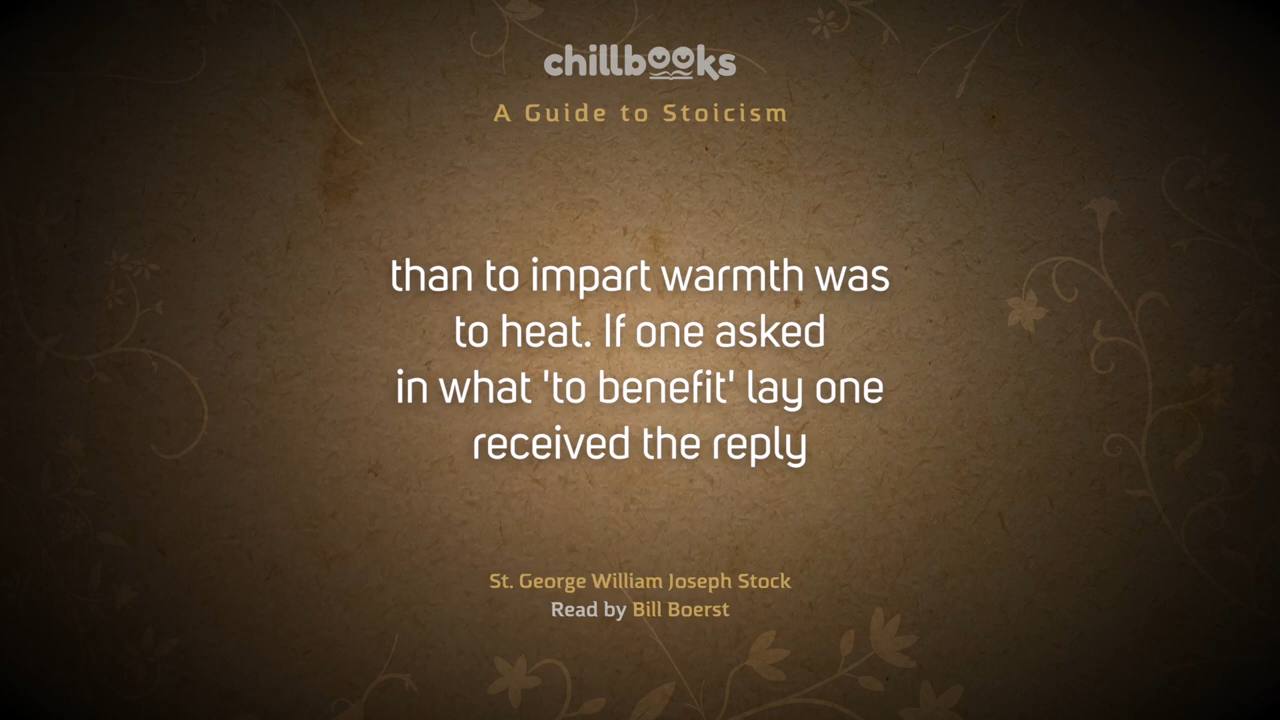 chillbooks
A Guide to Stoicism
than to impart warmth was
to heat. If one asked
in what 'to benefit' lay one
received the reply
St. George William Joseph Stock
Read by Bill Boerst